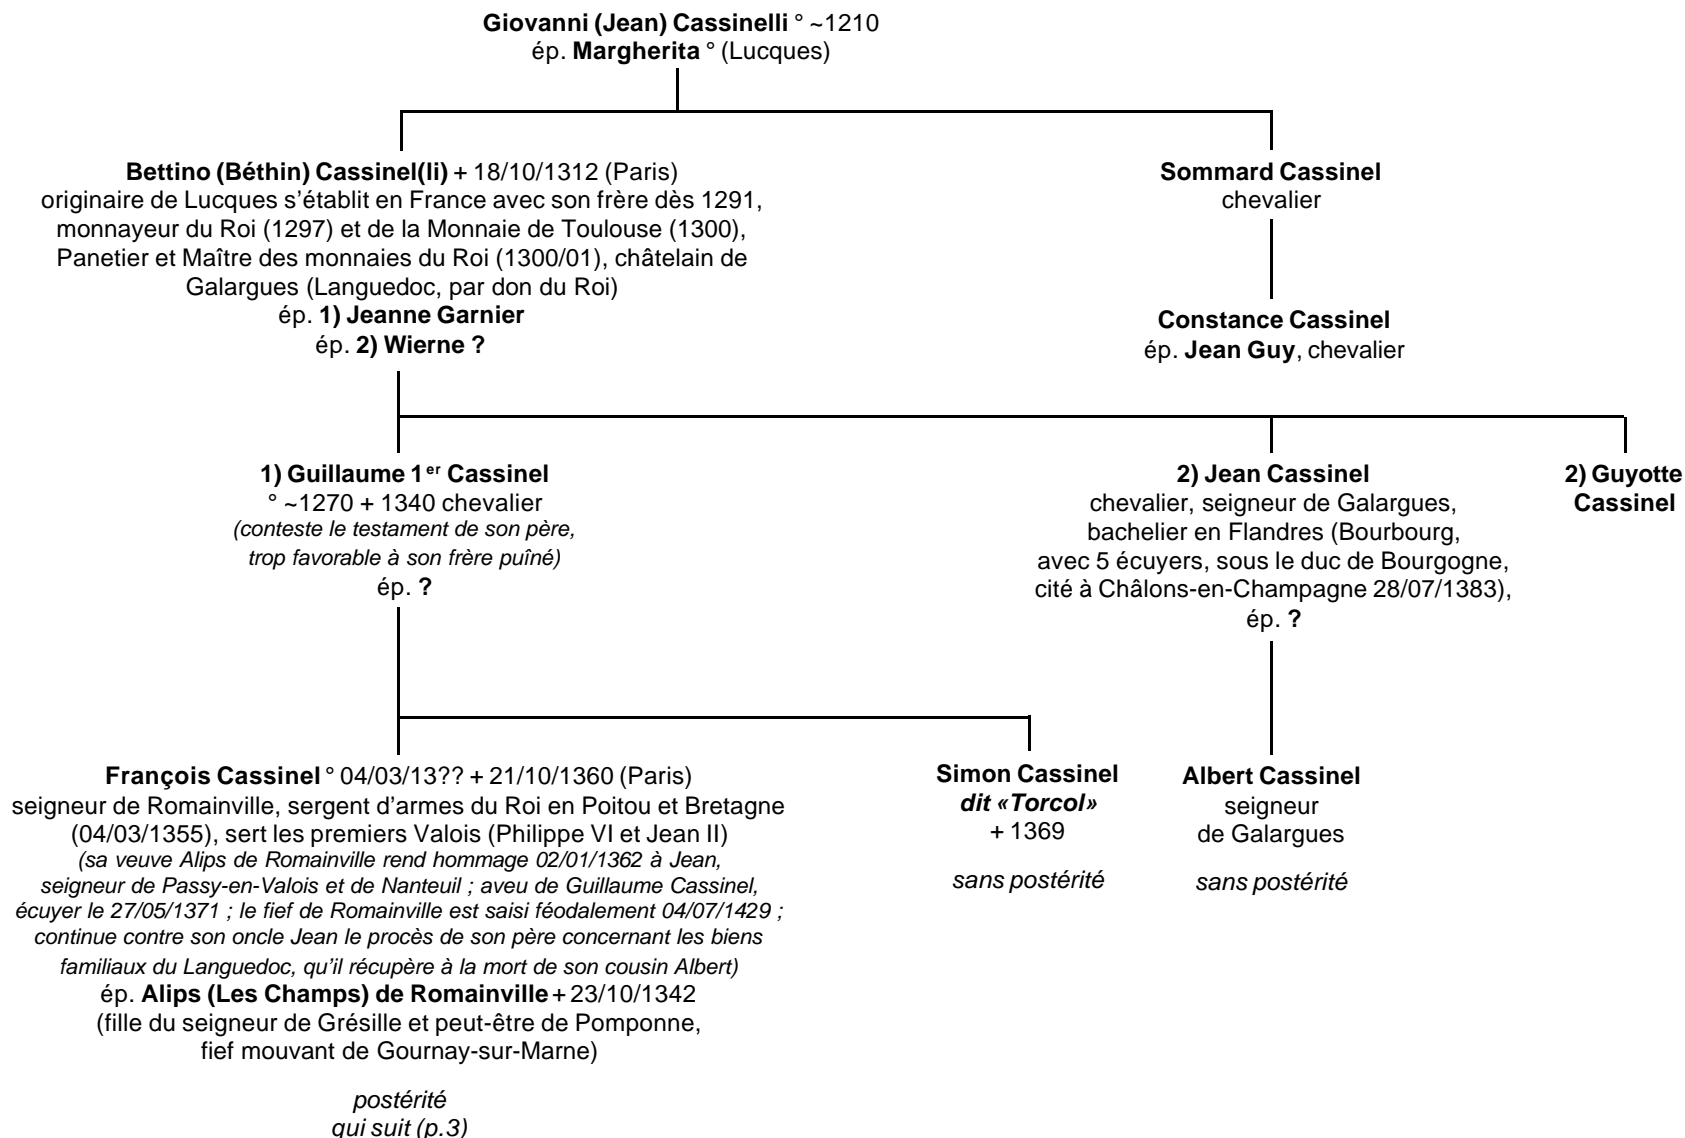 Giovanni (Jean) Cassinelli ° ~1210
ép. Margherita ° (Lucques)
Bettino (Béthin) Cassinel(li) + 18/10/1312 (Paris)
originaire de Lucques s’établit en France avec son frère dès 1291,
monnayeur du Roi (1297) et de la Monnaie de Toulouse (1300),
Panetier et Maître des monnaies du Roi (1300/01), châtelain de
Galargues (Languedoc, par don du Roi)
ép. 1) Jeanne Garnier
ép. 2) Wierne ?
Sommard Cassinel
chevalier
Constance Cassinel
ép. Jean Guy, chevalier
1) Guillaume 1er Cassinel
° ~1270 + 1340 chevalier
(conteste le testament de son père,
trop favorable à son frère puîné)
ép. ?
2) Jean Cassinel
chevalier, seigneur de Galargues,
bachelier en Flandres (Bourbourg,
avec 5 écuyers, sous le duc de Bourgogne,
cité à Châlons-en-Champagne 28/07/1383),
ép. ?
2) Guyotte
Cassinel
François Cassinel ° 04/03/13?? + 21/10/1360 (Paris)
seigneur de Romainville, sergent d’armes du Roi en Poitou et Bretagne
(04/03/1355), sert les premiers Valois (Philippe VI et Jean II)
(sa veuve Alips de Romainville rend hommage 02/01/1362 à Jean,
seigneur de Passy-en-Valois et de Nanteuil ; aveu de Guillaume Cassinel,
écuyer le 27/05/1371 ; le fief de Romainville est saisi féodalement 04/07/1429 ;
continue contre son oncle Jean le procès de son père concernant les biens
familiaux du Languedoc, qu’il récupère à la mort de son cousin Albert)
ép. Alips (Les Champs) de Romainville + 23/10/1342
(fille du seigneur de Grésille et peut-être de Pomponne,
fief mouvant de Gournay-sur-Marne)
postérité
qui suit (p.3)
Simon Cassinel
dit «Torcol»
+ 1369
sans postérité
Albert Cassinel
seigneur
de Galargues
sans postérité